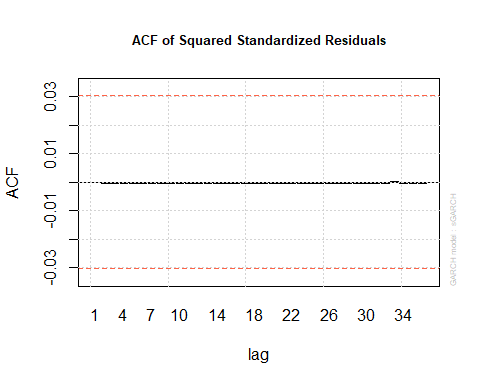 ACF of Squared Standardized Residuals
0.03
0.01
-0.01
-0.03
ACF
1 4 7 10 14 18 22 26 30 34
lag
GARCH model : sGARCH